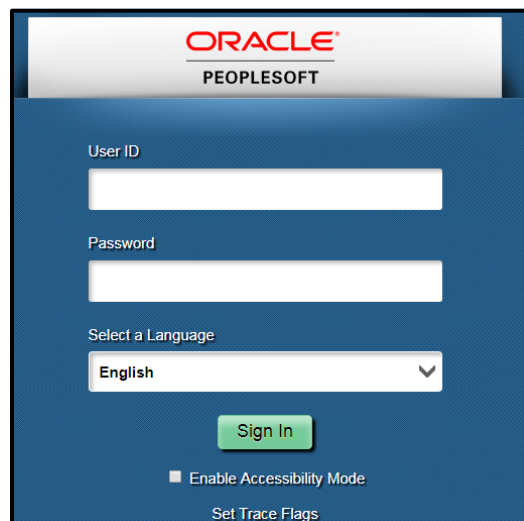 ORACLE®
PEOPLESOFT
User ID
Password
Select a Language
English
Sign In
Enable Accessibility Mode
Set Trace Flags